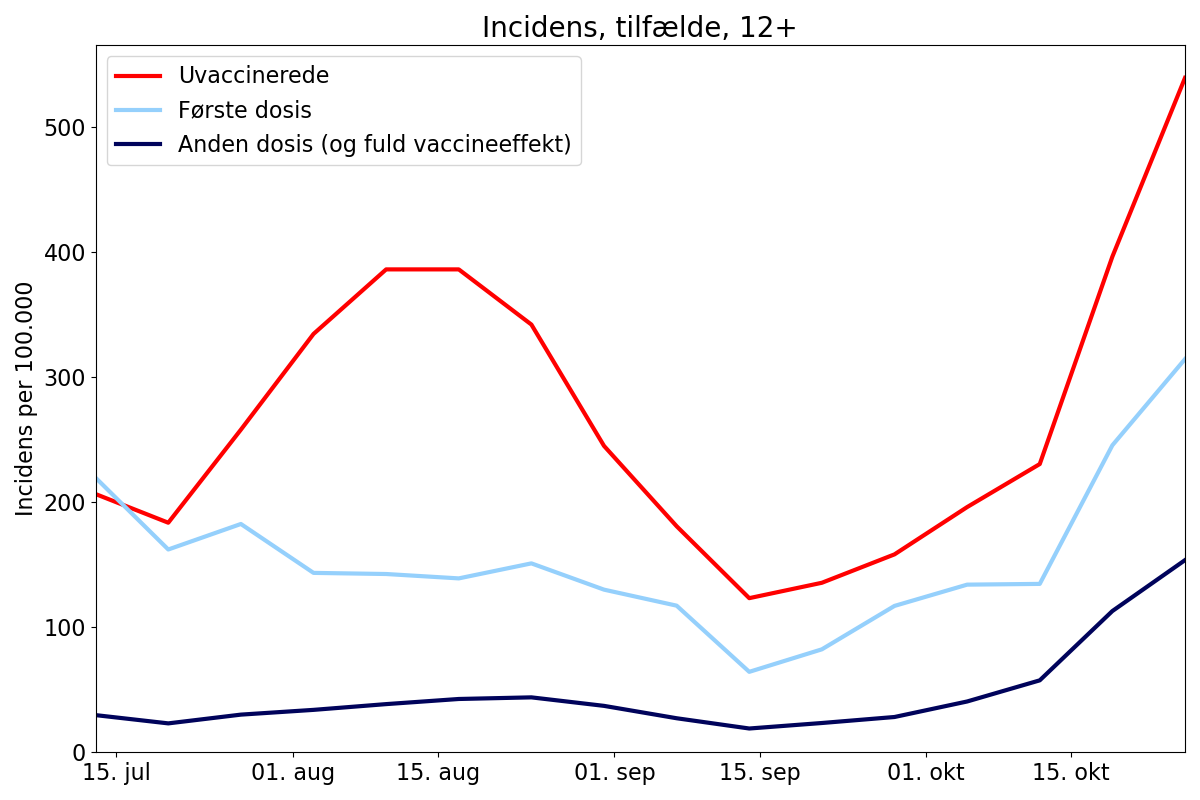 Incidens, tilfælde, 12+
Uvaccinerede
Første dosis
Anden dosis (og fuld vaccineeffekt)
Incidens per 100.000
500
400
300
200
100
0
15. jul 01. aug 15. aug 01. sep 15. sep 01. okt 15. okt